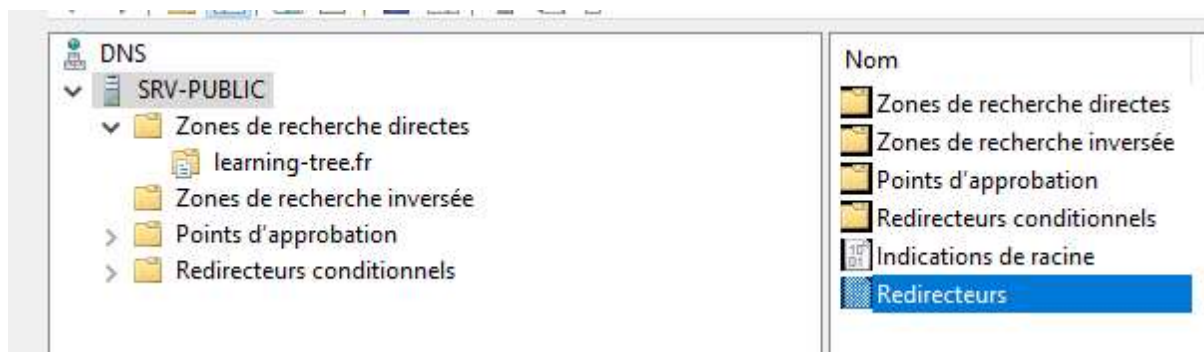 DNS
SRV-PUBLIC
Zones de recherche directes
learning-tree.fr
Zones de recherche inversée
Points d'approbation
Redirecteurs conditionnels
Nom
Zones de recherche directes
Zones de recherche inversée
Points d'approbation
Redirecteurs conditionnels
Indications de racine
Redirecteurs